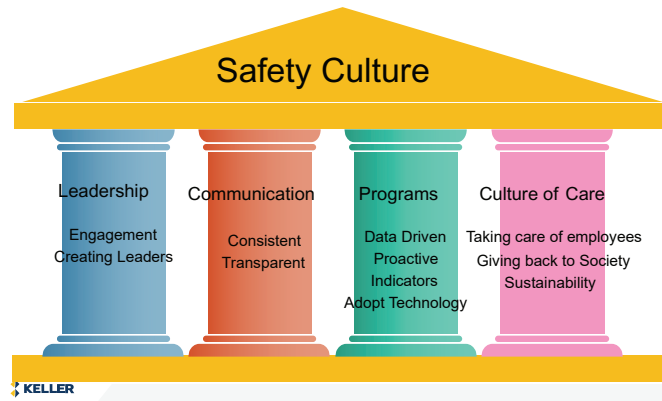 Safety Culture
Leadership
Engagement
Creating Leaders
Communication
Consistent
Transparent
Programs
Data Driven
Proactive
Indicators
Adopt Technology
Culture of Care
Taking care of employees
Giving back to Society
Sustainability
KELLER